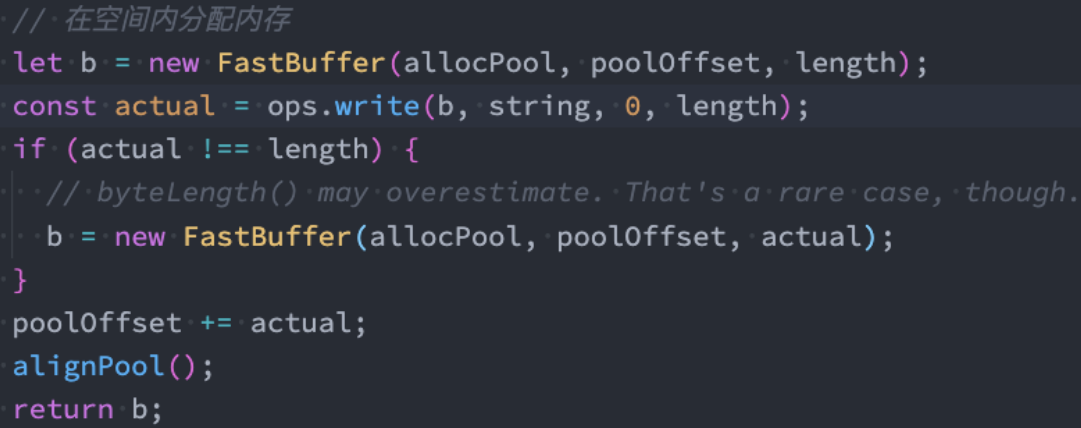 // 在空间内分配内存
let b = new FastBuffer(allocPool, poolOffset, length);
const actual = ops.write(b, string, 0, length);
if (actual !== length) {
// byteLength() may overestimate. That's a rare case, though.
b = new FastBuffer(allocPool, poolOffset, actual);
}
poolOffset += actual;
alignPool();
return b;